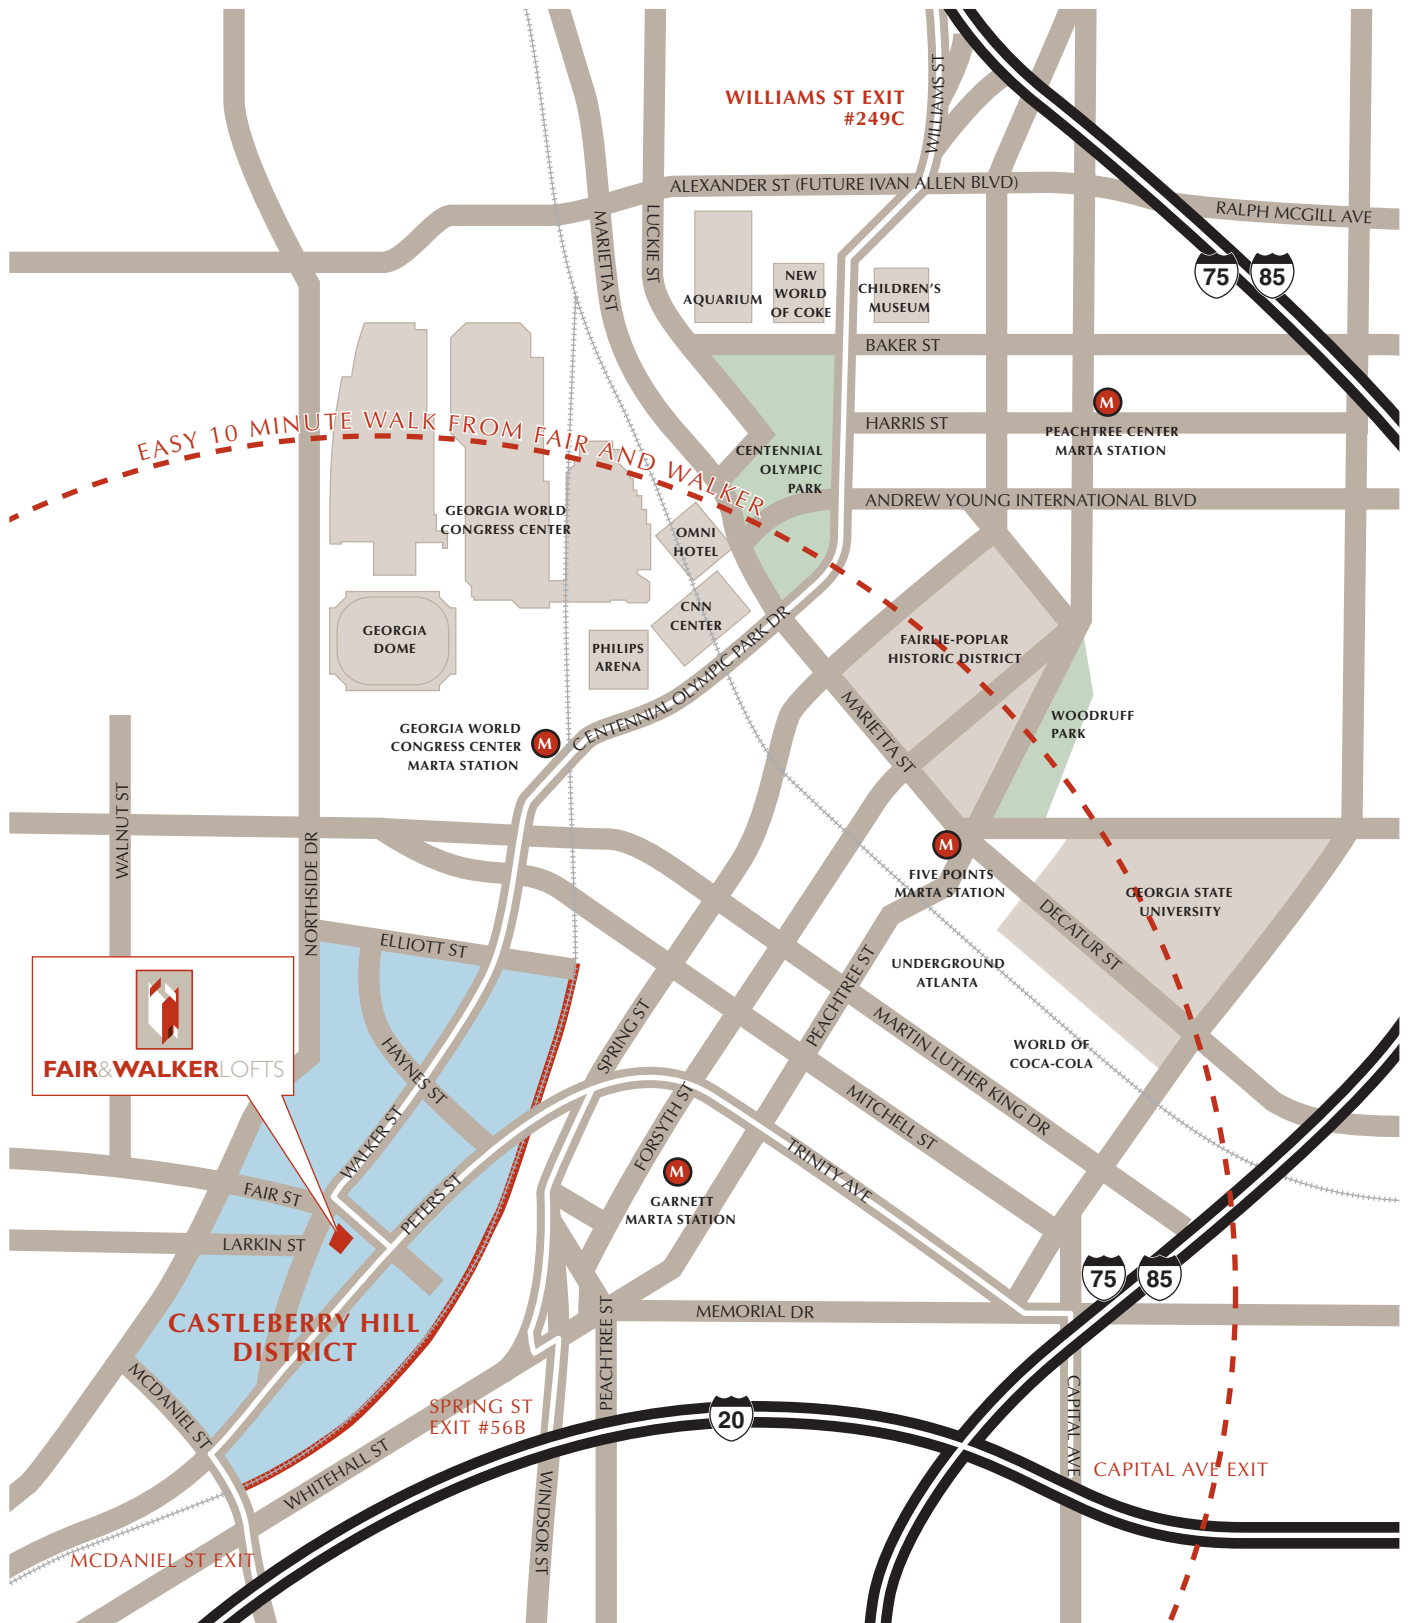 WILLIAMS ST EXIT
#249C
WILLIAMS ST
ALEXANDER ST (FUTURE IVAN ALLEN BLVD)
RALPH MCGILL AVE
MARIETTA ST
LUCKIE ST
AQUARIUM
NEW
WORLD
OF COKE
CHILDREN'S
MUSEUM
75
85
BAKER ST
HARRIS ST
M
PEACHTREE CENTER
MARTA STATION
EASY 10 MINUTE WALK FROM FAIR AND WALKER
CENTENNIAL
OLYMPIC
PARK
ANDREW YOUNG INTERNATIONAL BLVD
GEORGIA WORLD
CONGRESS CENTER
OMNI
HOTEL
CNN
CENTER
GEORGIA
DOME
PHILIPS
ARENA
CENTENNIAL OLYMPIC PARK DR
FAIRLIE-POPLAR
HISTORIC DISTRICT
MARIETTA ST
WOODRUFF
PARK
GEORGIA WORLD
CONGRESS CENTER
MARTA STATION
M
WALNUT ST
NORTHSIDE DR
M
FIVE POINTS
MARTA STATION
GEORGIA STATE
UNIVERSITY
DECATUR ST
ELLIOTT ST
UNDERGROUND
ATLANTA
PEACHTREE ST
SPRING ST
MARTIN LUTHER KING DR
WORLD OF
COCA-COLA
FAIR&WALKERLOFTS
HAYNES ST
WALKER ST
FORSYTH ST
MITCHELL ST
TRINITY AVE
M
GARNETT
MARTA STATION
FAIR ST
PETERS ST
LARKIN ST
75
85
MEMORIAL DR
CASTLEBERRY HILL
DISTRICT
PEACHTREE ST
MCDANIEL ST
SPRING ST
EXIT #56B
20
CAPITAL AVE
CAPITAL AVE EXIT
WHITEHALL ST
WINDSOR ST
MCDANIEL ST EXIT